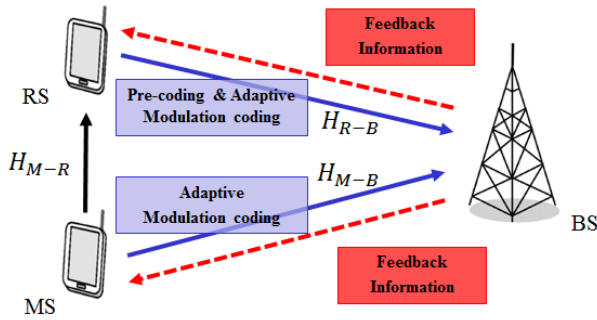 Feedback
Information
RS
Pre-coding & Adaptive
Modulation coding
H_{R-B}
H_{M-R}
Adaptive
Modulation coding
H_{M-B}
BS
Feedback
Information
MS